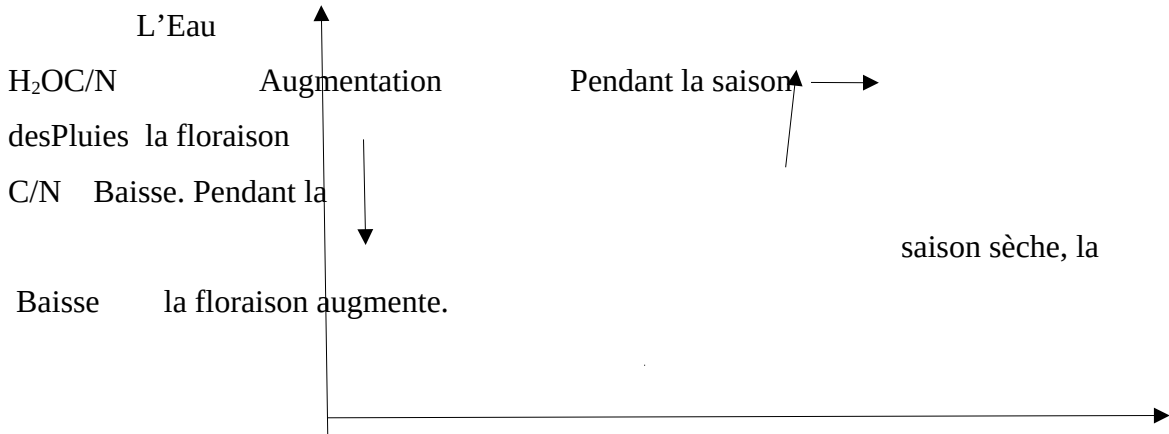 L’Eau
H₂OC/N Augmentation Pendant la saison
desPluies la floraison
C/N Baisse. Pendant la
saison sèche, la
Baisse la floraison augmente.